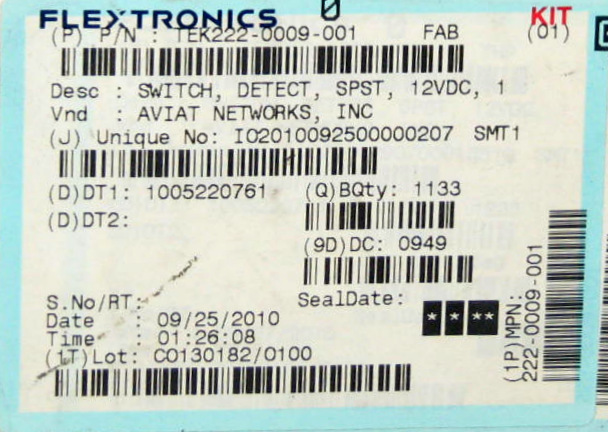 FLEXTRONICS 0 KIT
(P) P/N : TEK222-0009-001 FAB (01)
Desc : SWITCH, DETECT, SPST, 12VDC, 1
Vnd : AVIAT NETWORKS, INC
(J) Unique No: IO2010092500000207 SMT1
(D)DT1: 1005220761 (Q)BQty: 1133
(D)DT2:
(9D)DC: 0949
S.No/RT: SealDate:
* * **
Date : 09/25/2010
Time : 01:26:08
(1T)Lot: CO130182/0100
(1P)MPN:
222-0009-001